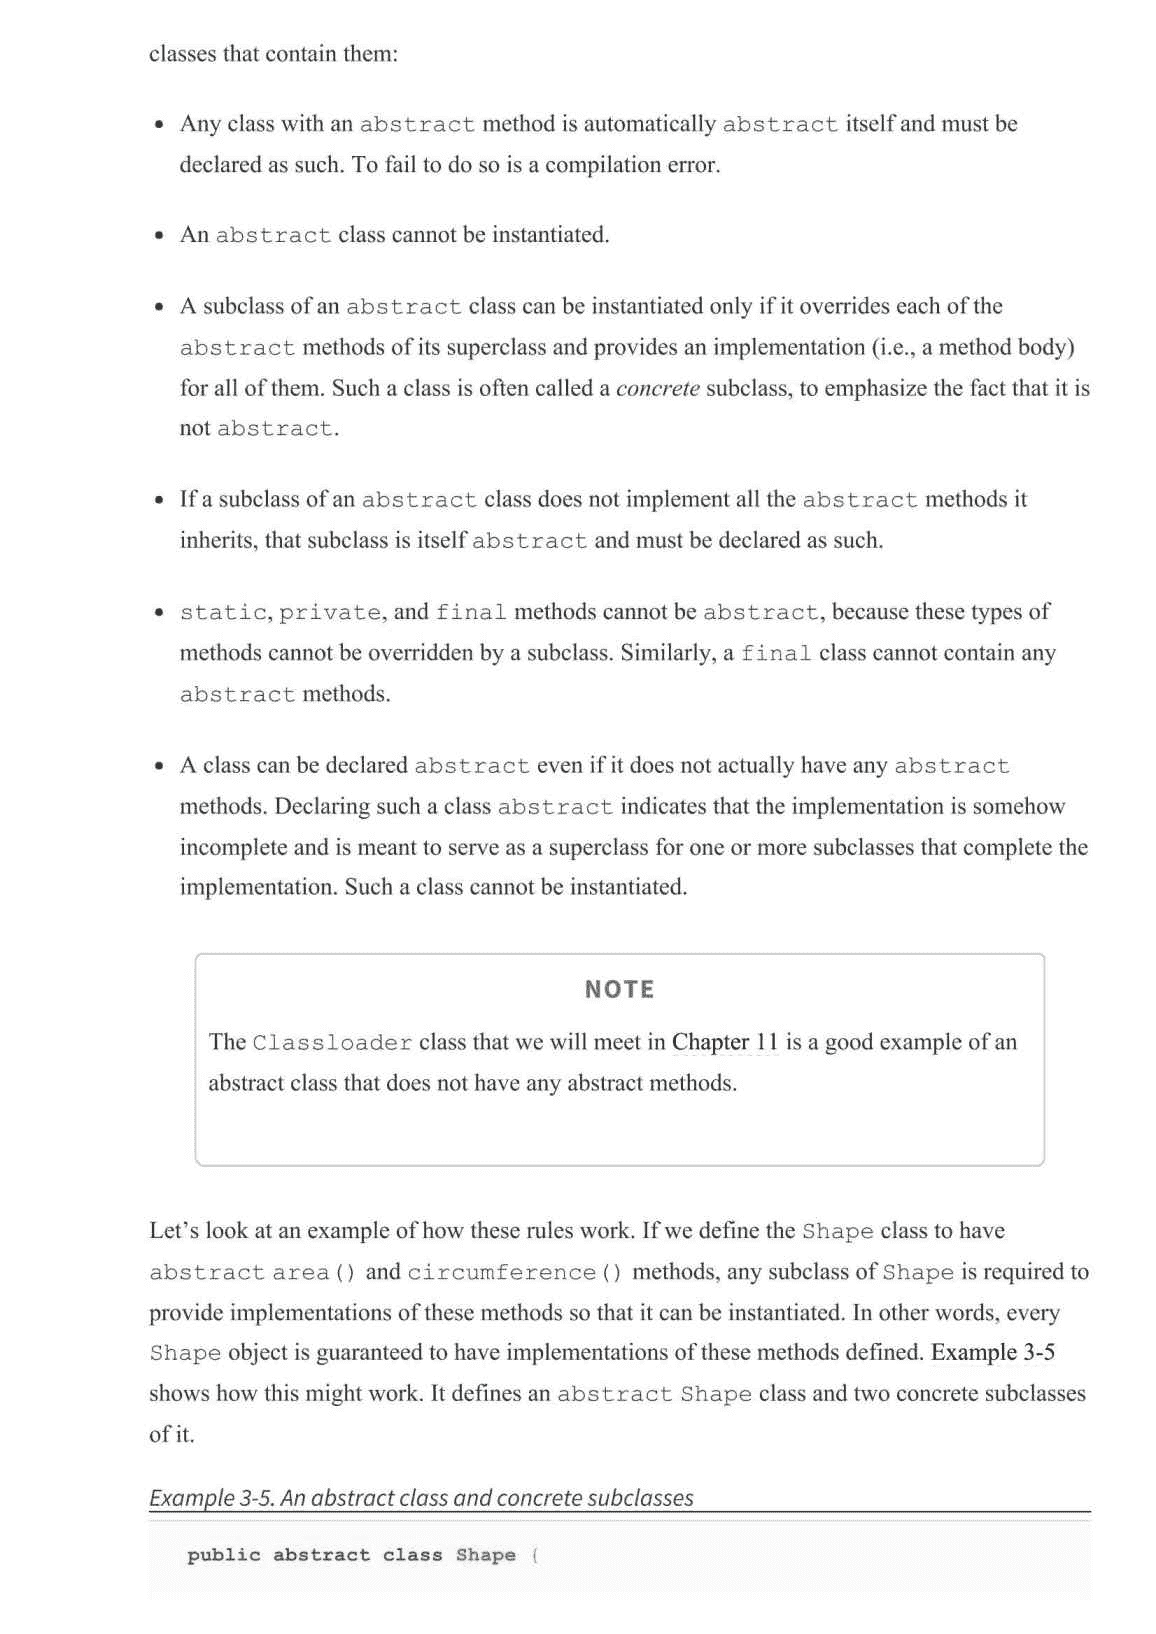 classes that contain them:
• Any class with an abstract method is automatically abstract itself and must be
declared as such. To fail to do so is a compilation error.
• An abstract class cannot be instantiated.
• A subclass of an abstract class can be instantiated only if it overrides each of the
abstract methods of its superclass and provides an implementation (i.e., a method body)
for all of them. Such a class is often called a concrete subclass, to emphasize the fact that it is
not abstract.
• If a subclass of an abstract class does not implement all the abstract methods it
inherits, that subclass is itself abstract and must be declared as such.
• static, private, and final methods cannot be abstract, because these types of
methods cannot be overridden by a subclass. Similarly, a final class cannot contain any
abstract methods.
• A class can be declared abstract even if it does not actually have any abstract
methods. Declaring such a class abstract indicates that the implementation is somehow
incomplete and is meant to serve as a superclass for one or more subclasses that complete the
implementation. Such a class cannot be instantiated.
NOTE
The Classloader class that we will meet in Chapter 11 is a good example of an
abstract class that does not have any abstract methods.
Let’s look at an example of how these rules work. If we define the Shape class to have
abstract area() and circumference() methods, any subclass of Shape is required to
provide implementations of these methods so that it can be instantiated. In other words, every
Shape object is guaranteed to have implementations of these methods defined. Example 3-5
shows how this might work. It defines an abstract Shape class and two concrete subclasses
of it.
Example 3-5. An abstract class and concrete subclasses
public abstract class Shape {